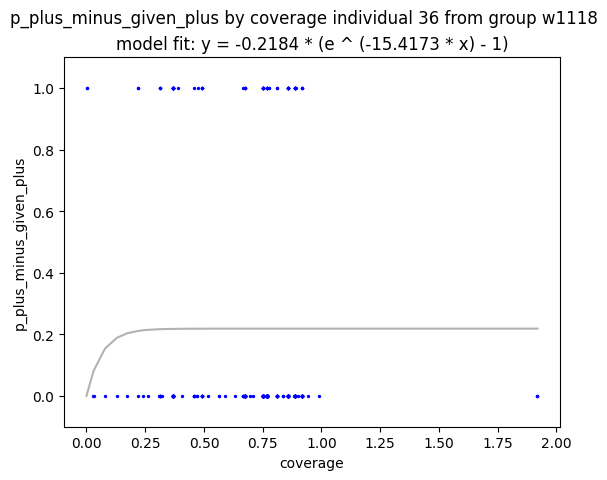 p_plus_minus_given_plus by coverage individual 36 from group w1118
model fit: y = -0.2184 * (e ^ (-15.4173 * x) - 1)
1.0
0.8
0.6
0.4
0.2
0.0
p_plus_minus_given_plus
0.00 0.25 0.50 0.75 1.00 1.25 1.50 1.75 2.00
coverage